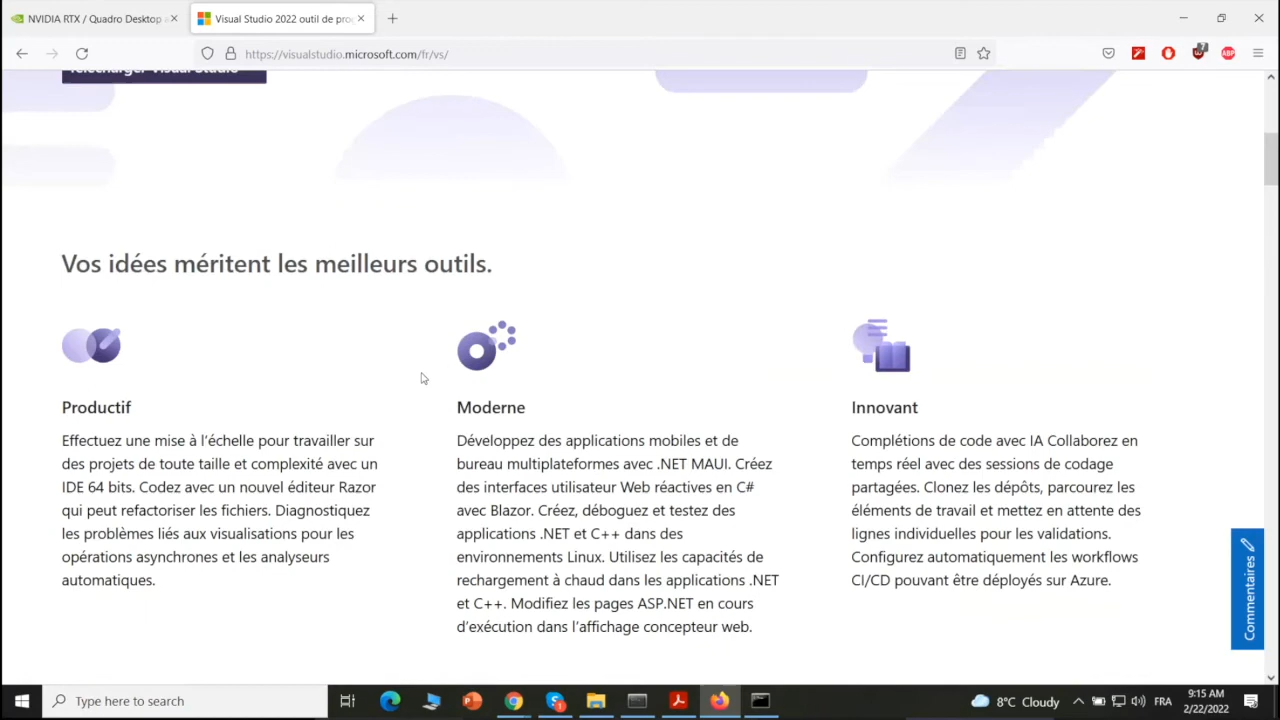 NVIDIA RTX / Quadro Desktop
Visual Studio 2022 outil de pro
https://visualstudio.microsoft.com/fr/vs/
7
ABP
Télécharger Visual Studio
Vos idées méritent les meilleurs outils.
Productif
Effectuez une mise à l’échelle pour travailler sur
des projets de toute taille et complexité avec un
IDE 64 bits. Codez avec un nouvel éditeur Razor
qui peut refactoriser les fichiers. Diagnostiquez
les problèmes liés aux visualisations pour les
opérations asynchrones et les analyseurs
automatiques.
Moderne
Développez des applications mobiles et de
bureau multiplateformes avec .NET MAUI. Créez
des interfaces utilisateur Web réactives en C#
avec Blazor. Créez, déboguez et testez des
applications .NET et C++ dans des
environnements Linux. Utilisez les capacités de
rechargement à chaud dans les applications .NET
et C++. Modifiez les pages ASP.NET en cours
d’exécution dans l’affichage concepteur web.
Innovant
Complétions de code avec IA Collaborez en
temps réel avec des sessions de codage
partagées. Clonez les dépôts, parcourez les
éléments de travail et mettez en attente des
lignes individuelles pour les validations.
Configurez automatiquement les workflows
CI/CD pouvant être déployés sur Azure.
Commentaires
Type here to search
8°C Cloudy
FRA
9:15 AM
2/22/2022